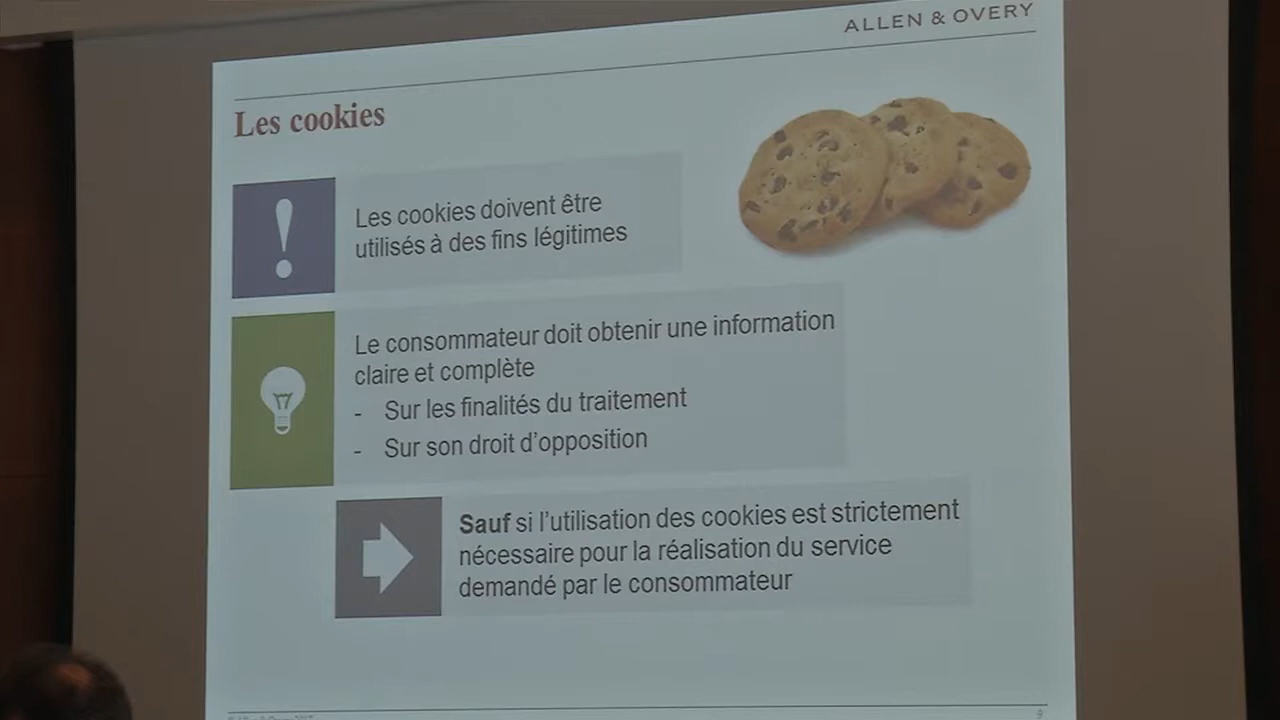 ALLEN & OVERY
Les cookies
Les cookies doivent être
utilisés à des fins légitimes
Le consommateur doit obtenir une information
claire et complète
- Sur les finalités du traitement
- Sur son droit d'opposition
Sauf si l'utilisation des cookies est strictement
nécessaire pour la réalisation du service
demandé par le consommateur
9